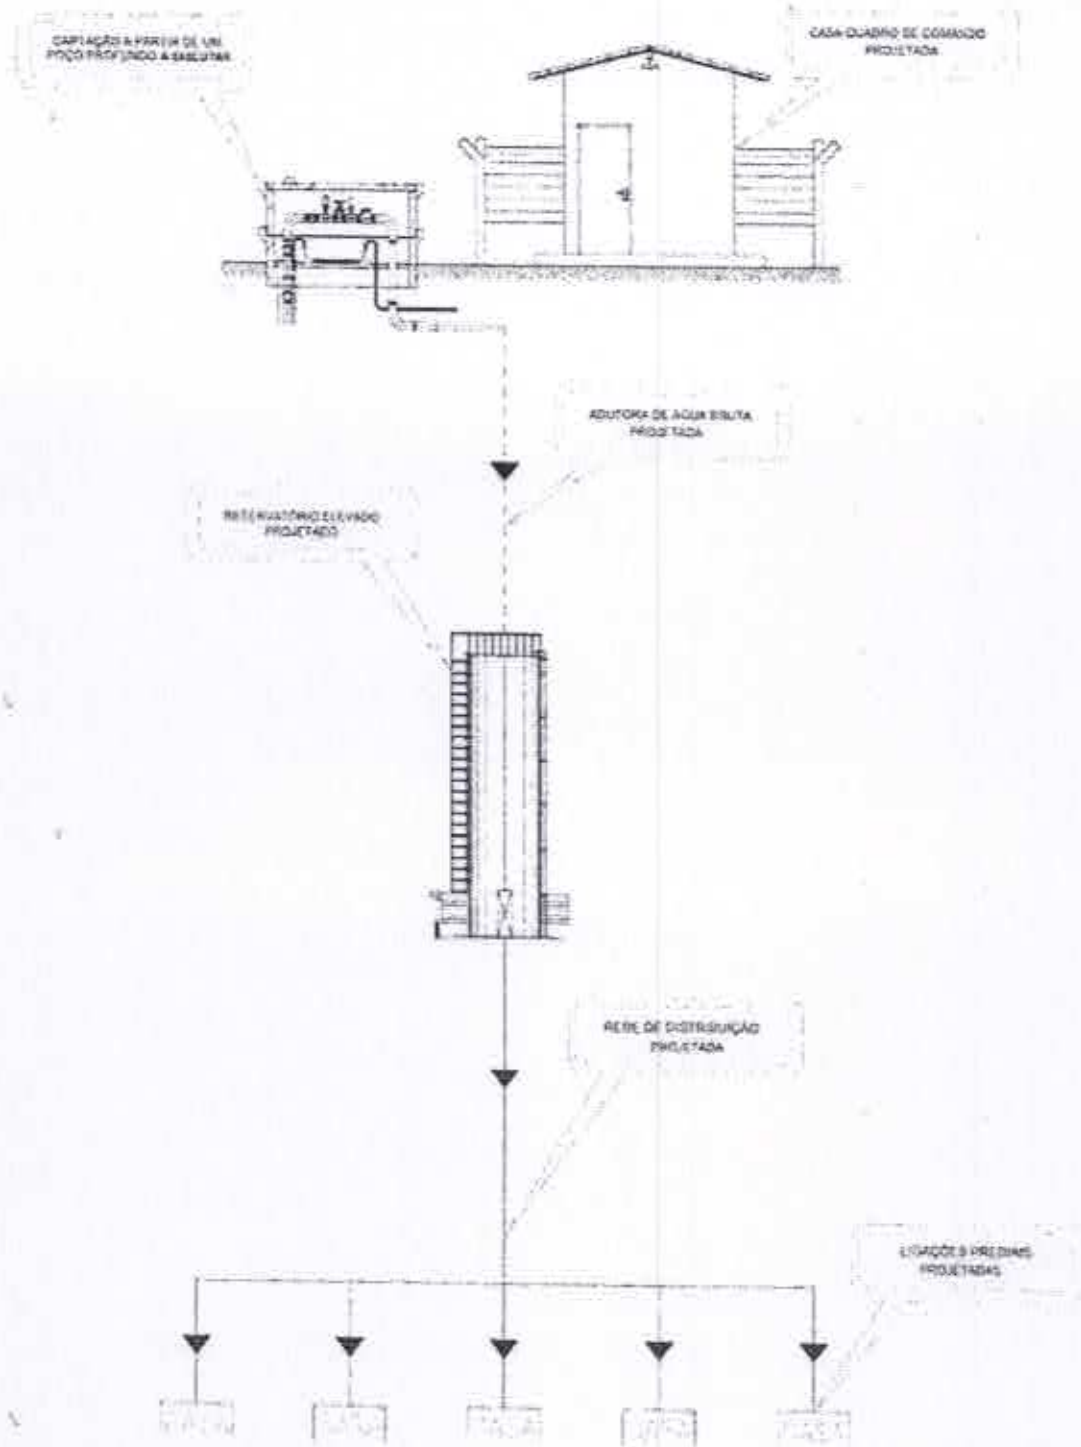 CAPTAÇÃO A PARTIR DE UM
POÇO PROFUNDO A EXECUTAR
CASA QUADRO DE COMANDO
PROJETADA
ADUTORA DE ÁGUA BRUTA
PROJETADA
RESERVATÓRIO ELEVADO
PROJETADO
REDE DE DISTRIBUIÇÃO
PROJETADA
LIGAÇÕES PREDIAIS
PROJETADAS